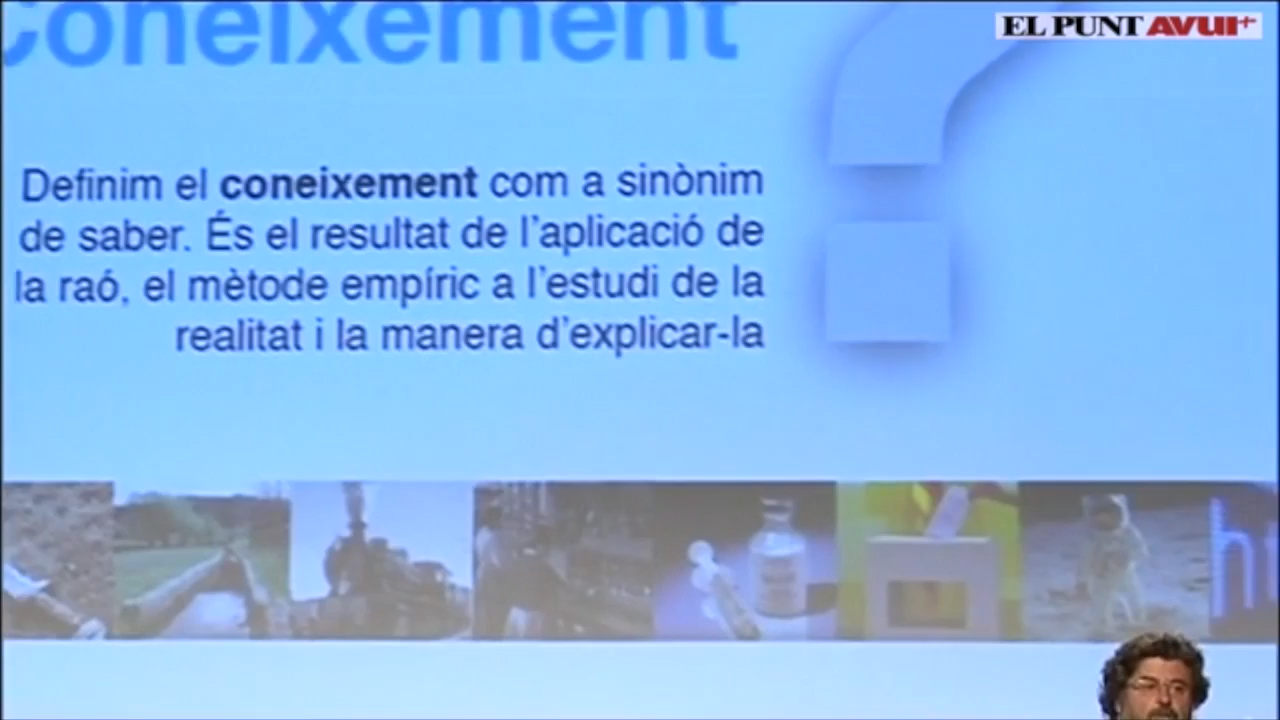 coneixement
EL PUNT AVUI+
Definim el coneixement com a sinònim
de saber. És el resultat de l'aplicació de
la raó, el mètode empíric a l'estudi de la
realitat i la manera d'explicar-la